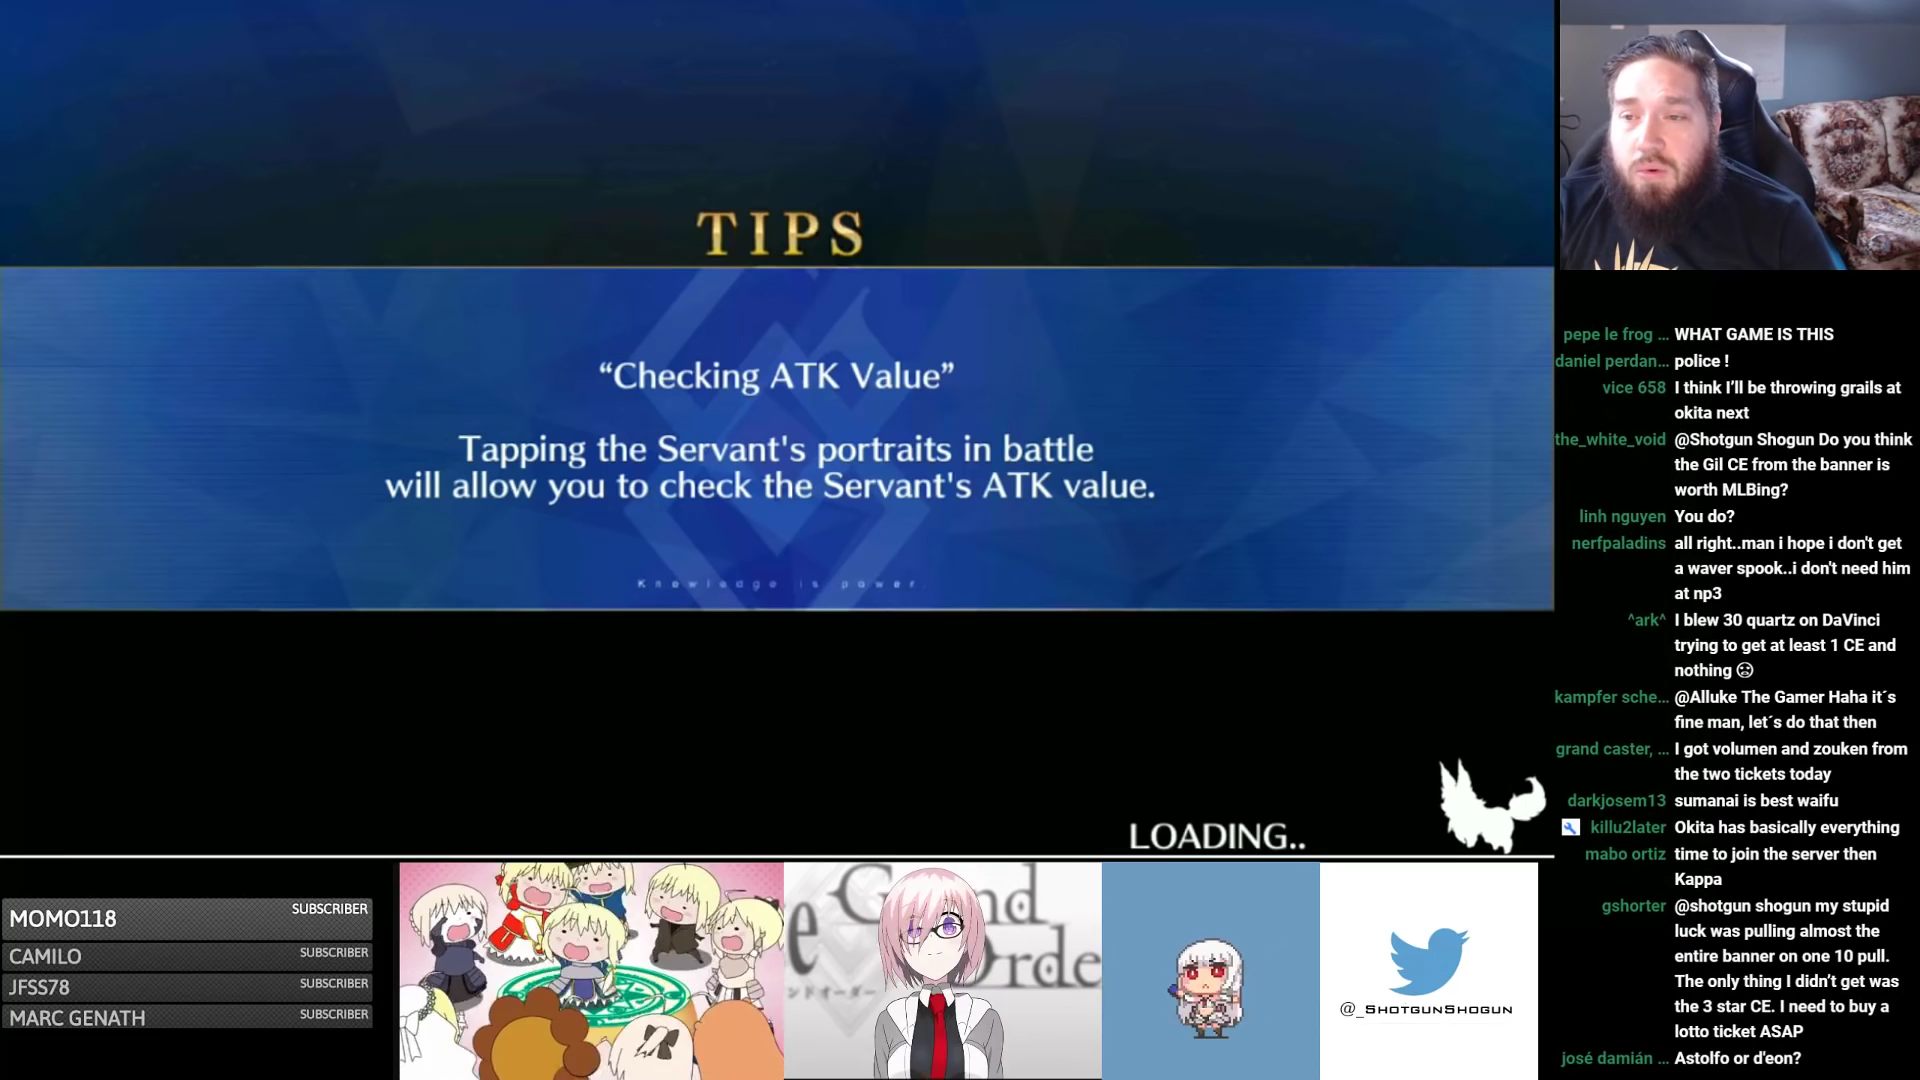 TIPS
“Checking ATK Value”
Tapping the Servant's portraits in battle
will allow you to check the Servant's ATK value.
Knowledge is power.
LOADING..
pepe le frog ... WHAT GAME IS THIS
daniel perdan... police !
vice 658 I think I’ll be throwing grails at
okita next
the_white_void @Shotgun Shogun Do you think
the Gil CE from the banner is
worth MLBing?
linh nguyen You do?
nerfpaladins all right..man i hope i don't get
a waver spook..i don't need him
at np3
^ark^ I blew 30 quartz on DaVinci
trying to get at least 1 CE and
nothing ☹
kampfer sche... @Alluke The Gamer Haha it´s
fine man, let´s do that then
grand caster, ... I got volumen and zouken from
the two tickets today
darkjosem13 sumanai is best waifu
killu2later Okita has basically everything
mabo ortiz time to join the server then
Kappa
gshorter @shotgun shogun my stupid
luck was pulling almost the
entire banner on one 10 pull.
The only thing I didn’t get was
the 3 star CE. I need to buy a
lotto ticket ASAP
josé damián ... Astolfo or d'eon?
MOMO118 SUBSCRIBER
CAMILO SUBSCRIBER
JFSS78 SUBSCRIBER
MARC GENATH SUBSCRIBER
@_SHOTGUNSHOGUN